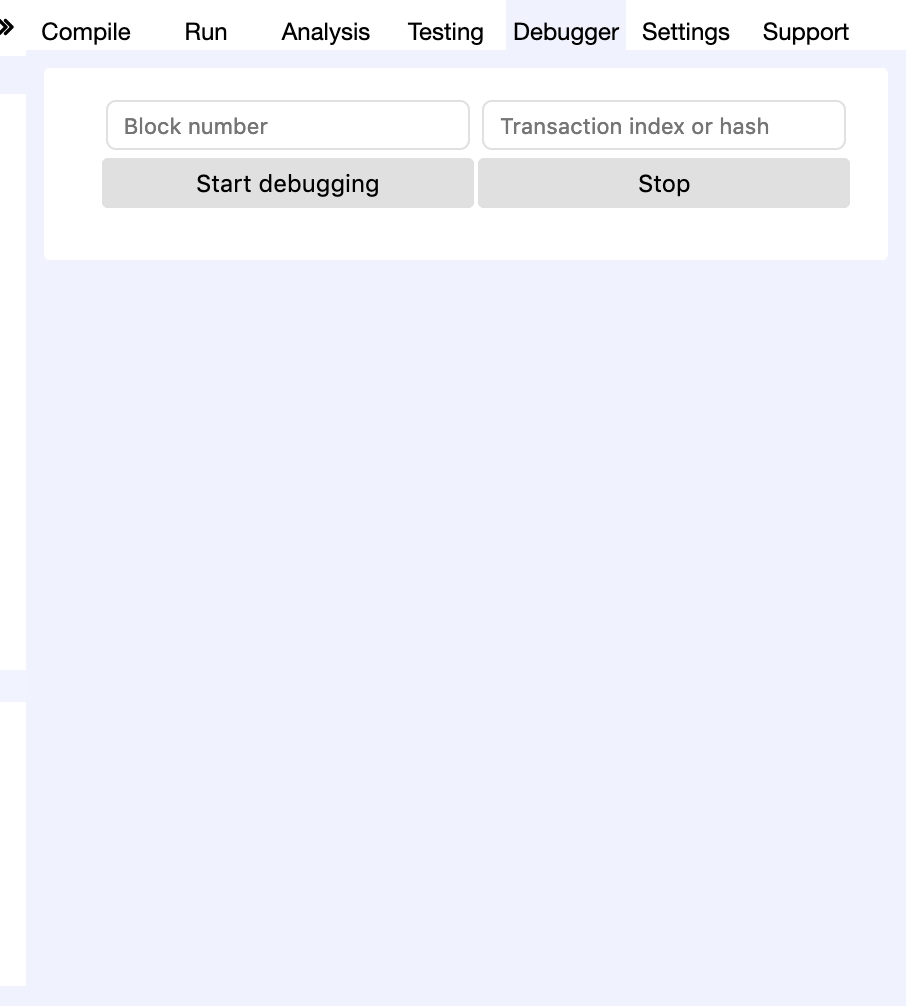 Compile Run Analysis Testing Debugger Settings Support
Block number Transaction index or hash
Start debugging Stop